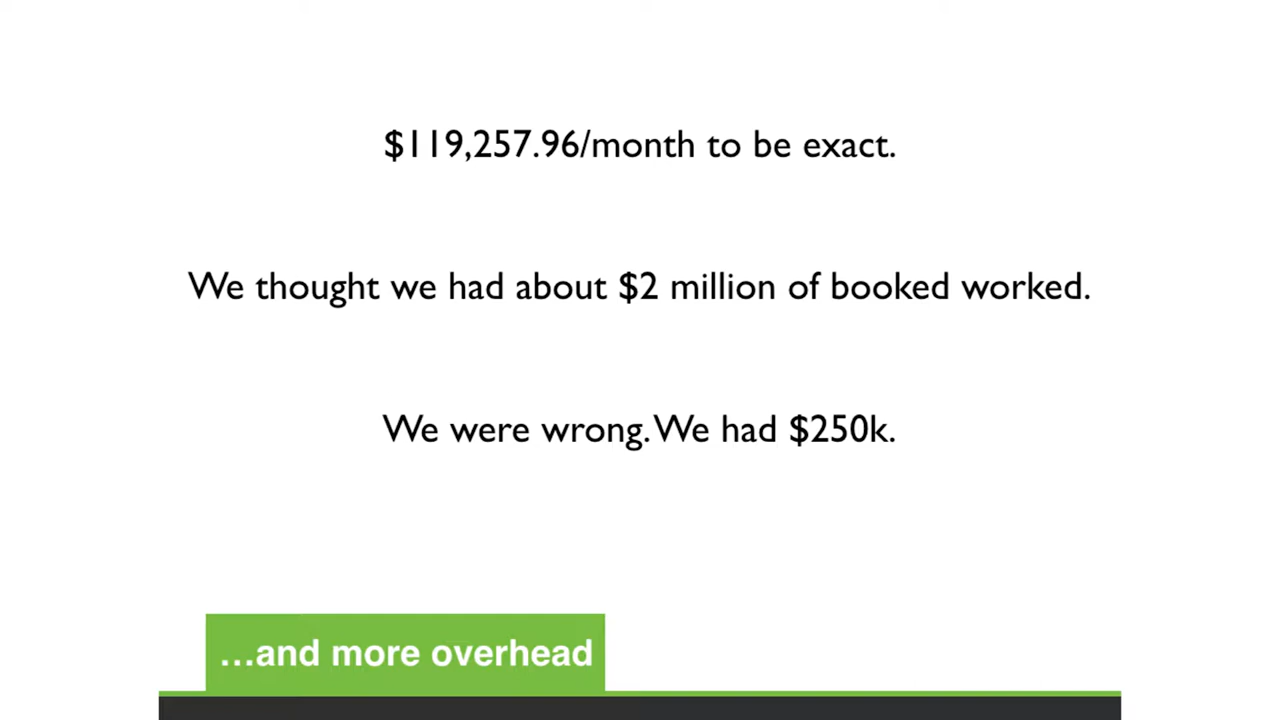 $119,257.96/month to be exact.
We thought we had about $2 million of booked worked.
We were wrong. We had $250k.
…and more overhead